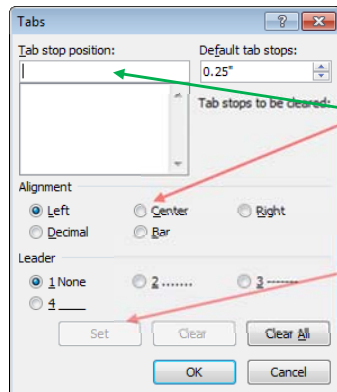 Tabs
Tab stop position:
Default tab stops:
0.25"
Tab stops to be cleared:
Alignment
Left
Center
Right
Decimal
Bar
Leader
1 None
2 .......
3 -------
4 ___
Set
Clear
Clear All
OK
Cancel